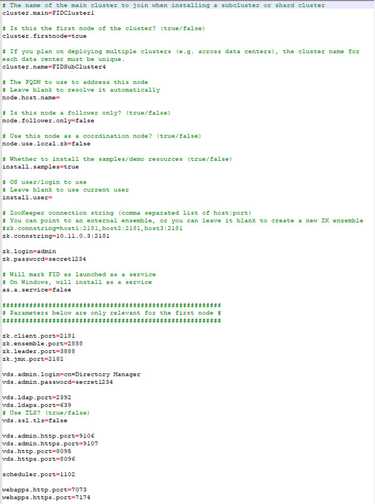 # The name of the main cluster to join when installing a subcluster or shard cluster
cluster.main=FIDCluster1
# Is this the first node of the cluster? (true/false)
cluster.firstnode=true
# If you plan on deploying multiple clusters (e.g. across data centers), the cluster name for
each data center must be unique.
cluster.name=FIDSubCluster4
# The FQDN to use to address this node
# Leave blank to resolve it automatically
node.host.name=
# Is this node a follower only? (true/false)
node.follower.only=false
# Use this node as a coordination node? (true/false)
node.use.local.zk=false
# Whether to install the samples/demo resources (true/false)
install.samples=true
# OS user/login to use
# Leave blank to use current user
install.user=
# ZooKeeper connection string (comma separated list of host:port)
# You can point to an external ensemble, or you can leave it blank to create a new ZK ensemble
#zk.connstring=host1:2181,host2:2181,host3:2181
zk.connstring=10.11.0.3:2181
zk.login=admin
zk.password=secret1234
# Will mark FID as launched as a service
# On Windows, will install as a service
as.a.service=false
########################################################
# Parameters below are only relevant for the first node #
########################################################
zk.client.port=2181
zk.ensemble.port=2888
zk.leader.port=3888
zk.jmx.port=2182
vds.admin.login=cn=Directory Manager
vds.admin.password=secret1234
vds.ldap.port=2892
vds.ldaps.port=639
# Use TLS? (true/false)
vds.ssl.tls=false
vds.admin.http.port=9106
vds.admin.https.port=9107
vds.http.port=8095
vds.https.port=8096
scheduler.port=1102
webapps.http.port=7073
webapps.https.port=7174